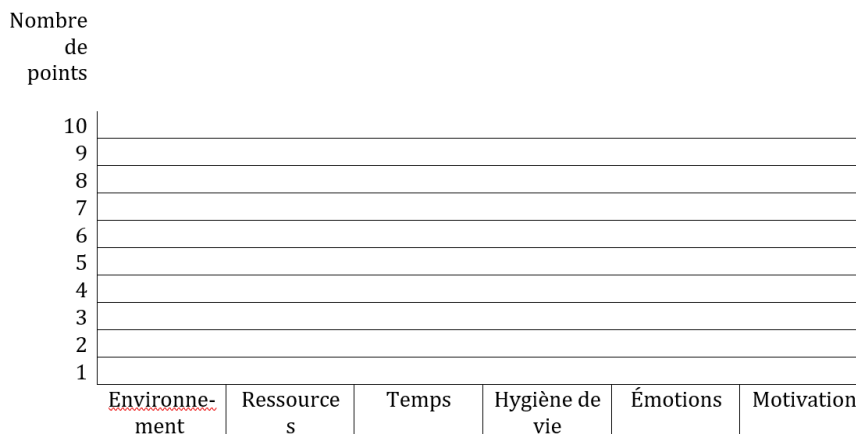 Nombre
de
points
10
9
8
7
6
5
4
3
2
1
Environne- Ressource Temps Hygiène de Émotions Motivation
ment s vie